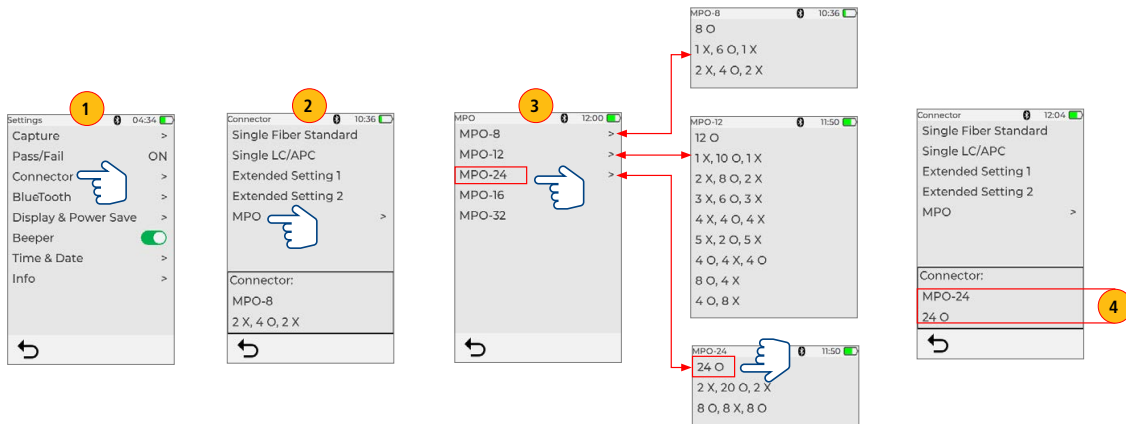 1
Settings 04:34
Capture >
Pass/Fail ON
Connector >
BlueTooth >
Display & Power Save >
Beeper
Time & Date >
Info >
2
Connector 10:36
Single Fiber Standard
Single LC/APC
Extended Setting 1
Extended Setting 2
MPO >
Connector:
MPO-8
2 X, 4 O, 2 X
3
MPO 12:00
MPO-8 >
MPO-12 >
MPO-24 >
MPO-16
MPO-32
MPO-8 10:36
8 O
1 X, 6 O, 1 X
2 X, 4 O, 2 X
MPO-12 11:50
12 O
1 X, 10 O, 1 X
2 X, 8 O, 2 X
3 X, 6 O, 3 X
4 X, 4 O, 4 X
5 X, 2 O, 5 X
4 O, 4 X, 4 O
8 O, 4 X
4 O, 8 X
MPO-24 11:50
24 O
2 X, 20 O, 2 X
8 O, 8 X, 8 O
Connector 12:04
Single Fiber Standard
Single LC/APC
Extended Setting 1
Extended Setting 2
MPO >
Connector:
MPO-24
24 O
4